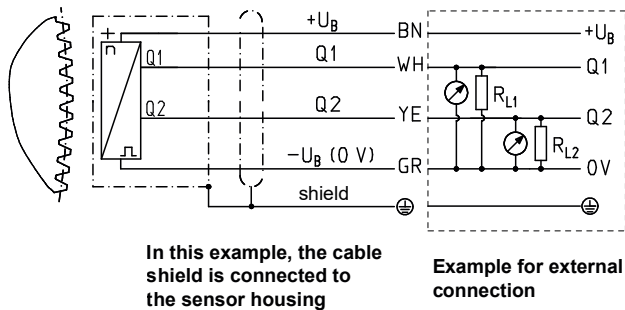 +U_B BN +U_B
+ n Q1 Q1 WH Q1
R_L1
Q2 Q2 YE Q2
R_L2
-U_B (0 V) GR 0V
shield
In this example, the cable
shield is connected to
the sensor housing
Example for external
connection